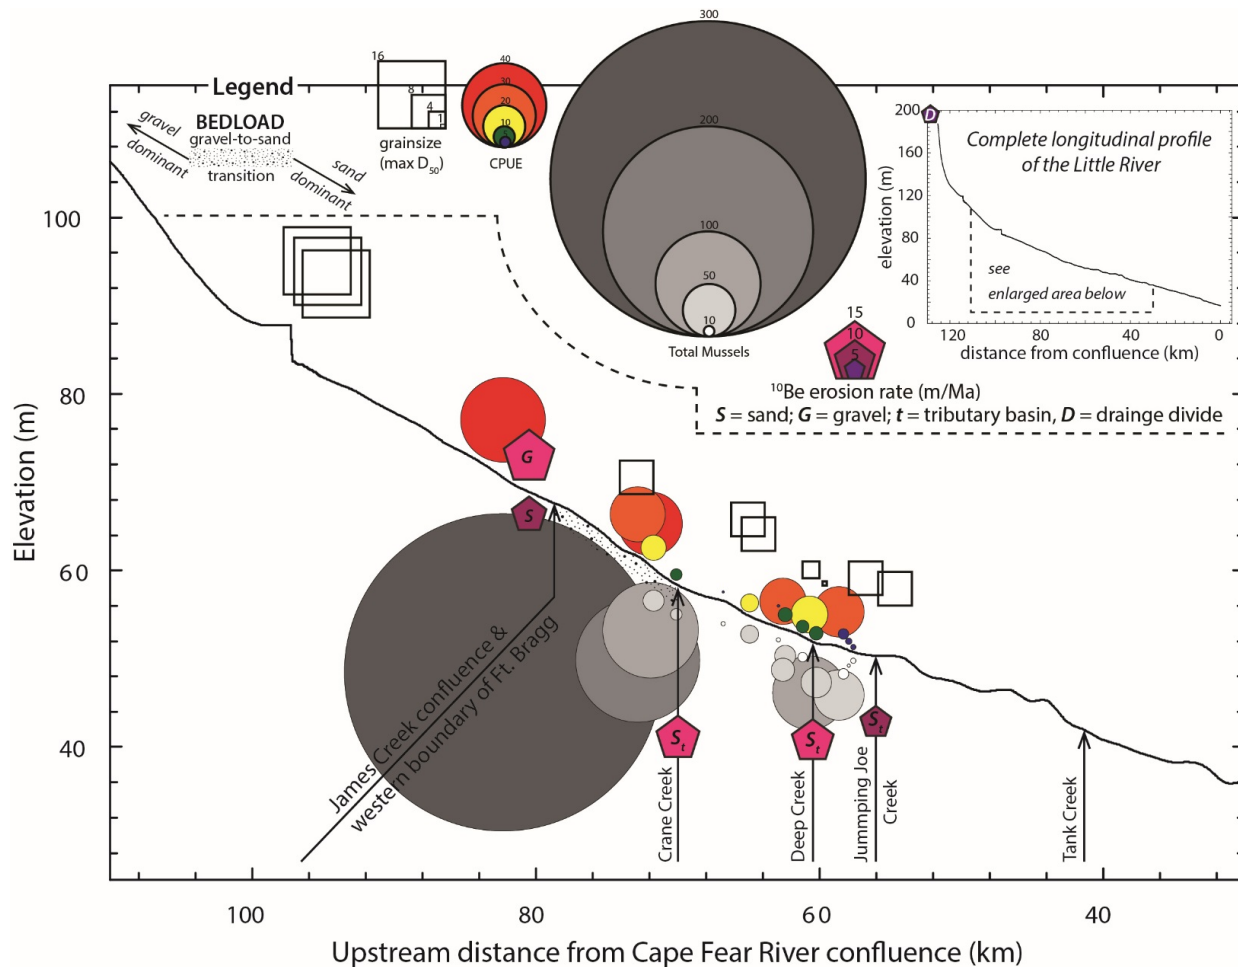 Legend
BEDLOAD
gravel-to-sand
transition
gravel
dominant
sand
dominant
16
8
4
1
grainsize
(max D50)
40
30
20
10
5
CPUE
300
200
100
50
10
Total Mussels
15
10
5
10Be erosion rate (m/Ma)
S = sand; G = gravel; t = tributary basin, D = drainge divide
D
Complete longitudinal profile
of the Little River
see
enlarged area below
elevation (m)
200
160
120
80
40
0
120
80
40
0
distance from confluence (km)
G
S
St
St
St
James Creek confluence &
western boundary of Ft. Bragg
Crane Creek
Deep Creek
Jummping Joe
Creek
Tank Creek
Elevation (m)
100
80
60
40
100
80
60
40
Upstream distance from Cape Fear River confluence (km)